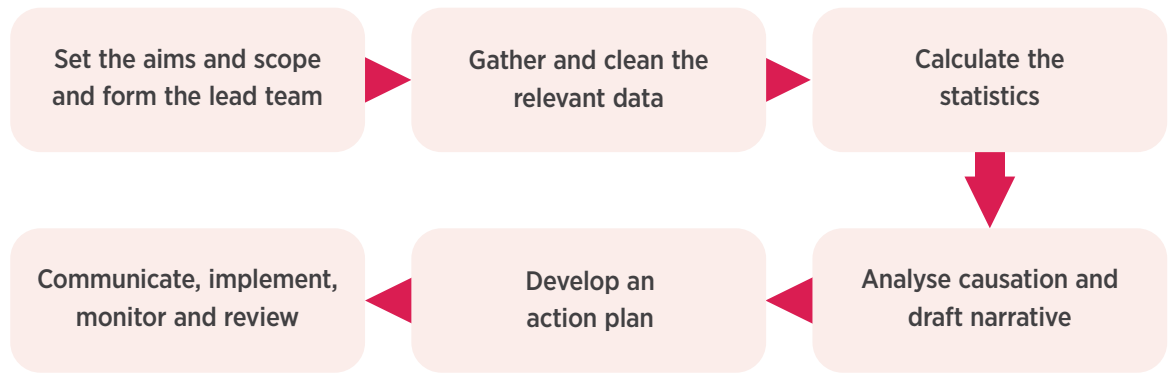 Set the aims and scope
and form the lead team
Gather and clean the
relevant data
Calculate the
statistics
Analyse causation and
draft narrative
Develop an
action plan
Communicate, implement,
monitor and review